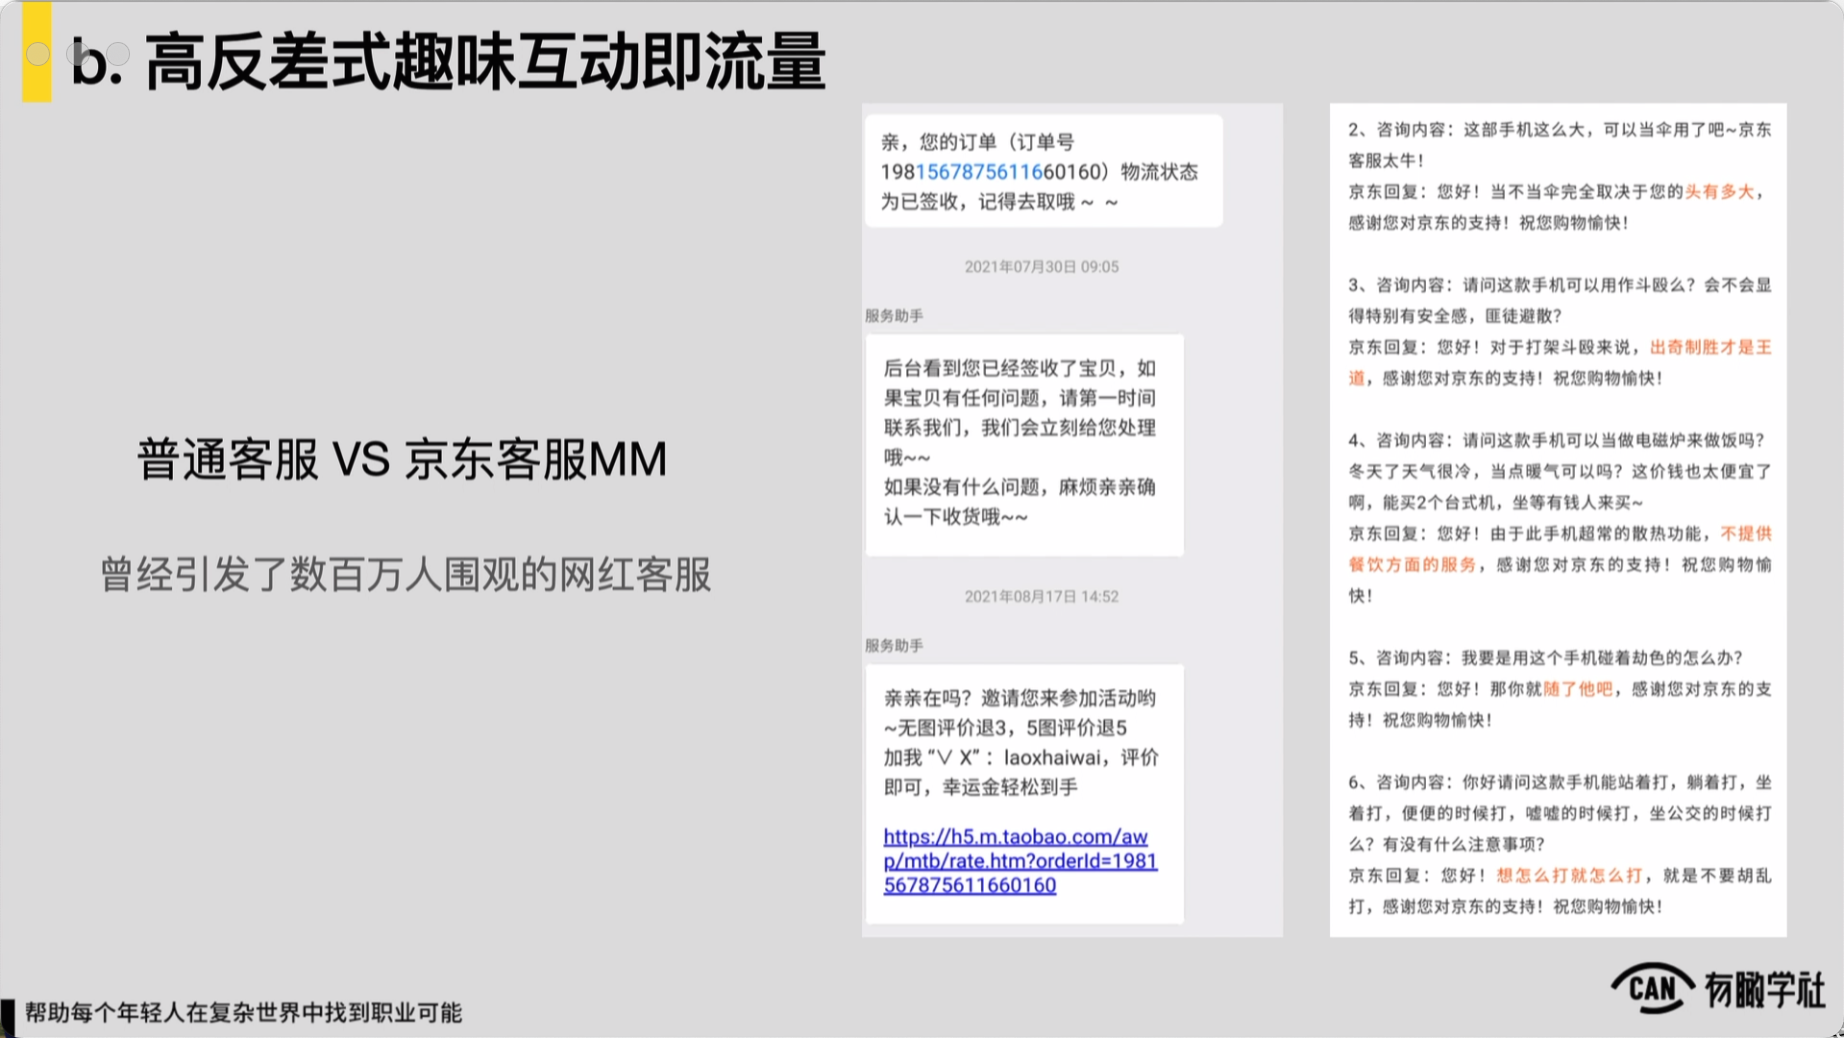 b. 高反差式趣味互动即流量
普通客服 VS 京东客服MM
曾经引发了数百万人围观的网红客服
亲，您的订单（订单号
1981567875611660160）物流状态
为已签收，记得去取哦～ ～
2021年07月30日 09:05
服务助手
后台看到您已经签收了宝贝，如
果宝贝有任何问题，请第一时间
联系我们，我们会立刻给您处理
哦~~
如果没有什么问题，麻烦亲亲确
认一下收货哦~~
2021年08月17日 14:52
服务助手
亲亲在吗？邀请您来参加活动哟
~无图评价退3，5图评价退5
加我 “∨ X” ：laoxhaiwai，评价
即可，幸运金轻松到手
https://h5.m.taobao.com/aw
p/mtb/rate.htm?orderId=1981
567875611660160
2、咨询内容：这部手机这么大，可以当伞用了吧~京东
客服太牛！
京东回复：您好！当不当伞完全取决于您的头有多大，
感谢您对京东的支持！祝您购物愉快！
3、咨询内容：请问这款手机可以用作斗殴么？会不会显
得特别有安全感，匪徒避散？
京东回复：您好！对于打架斗殴来说，出奇制胜才是王
道，感谢您对京东的支持！祝您购物愉快！
4、咨询内容：请问这款手机可以当做电磁炉来做饭吗？
冬天了天气很冷，当点暖气可以吗？这价钱也太便宜了
啊，能买2个台式机，坐等有钱人来买~
京东回复：您好！由于此手机超常的散热功能，不提供
餐饮方面的服务，感谢您对京东的支持！祝您购物愉
快！
5、咨询内容：我要是用这个手机碰着劫色的怎么办？
京东回复：您好！那你就随了他吧，感谢您对京东的支
持！祝您购物愉快！
6、咨询内容：你好请问这款手机能站着打，躺着打，坐
着打，便便的时候打，嘘嘘的时候打，坐公交的时候打
么？有没有什么注意事项？
京东回复：您好！想怎么打就怎么打，就是不要胡乱
打，感谢您对京东的支持！祝您购物愉快！
帮助每个年轻人在复杂世界中找到职业可能
CAN 有瞰学社